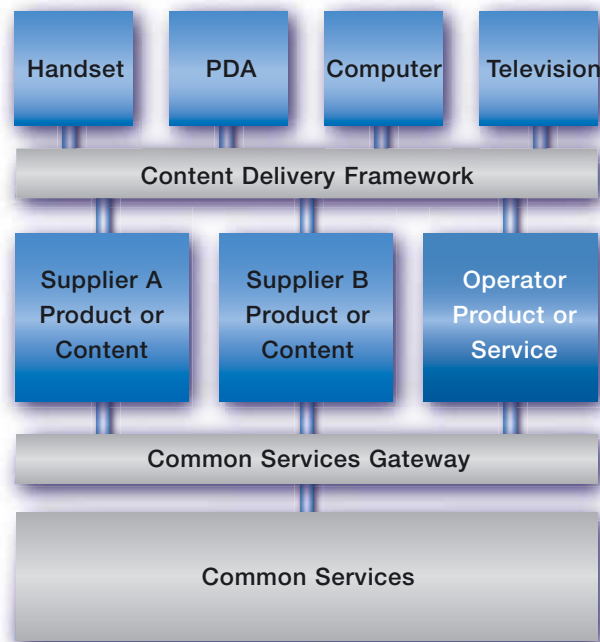 Handset
PDA
Computer
Television
Content Delivery Framework
Supplier A
Product or
Content
Supplier B
Product or
Content
Operator
Product or
Service
Common Services Gateway
Common Services